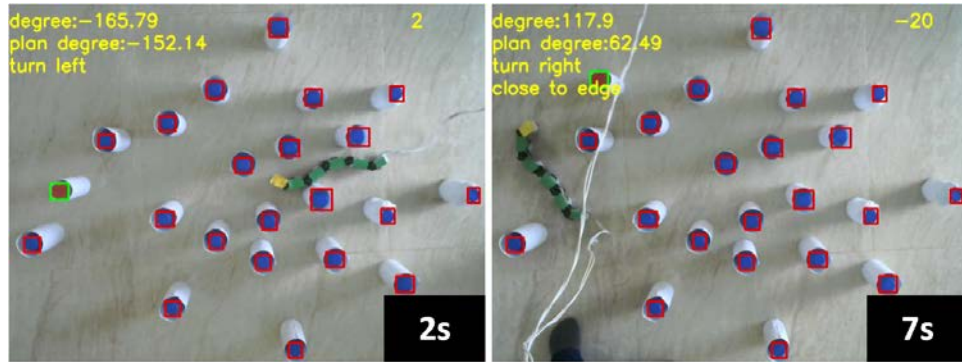 degree:-165.79
2
plan degree:-152.14
turn left
2s
degree:117.9
-20
plan degree:62.49
turn right
close to edge
7s